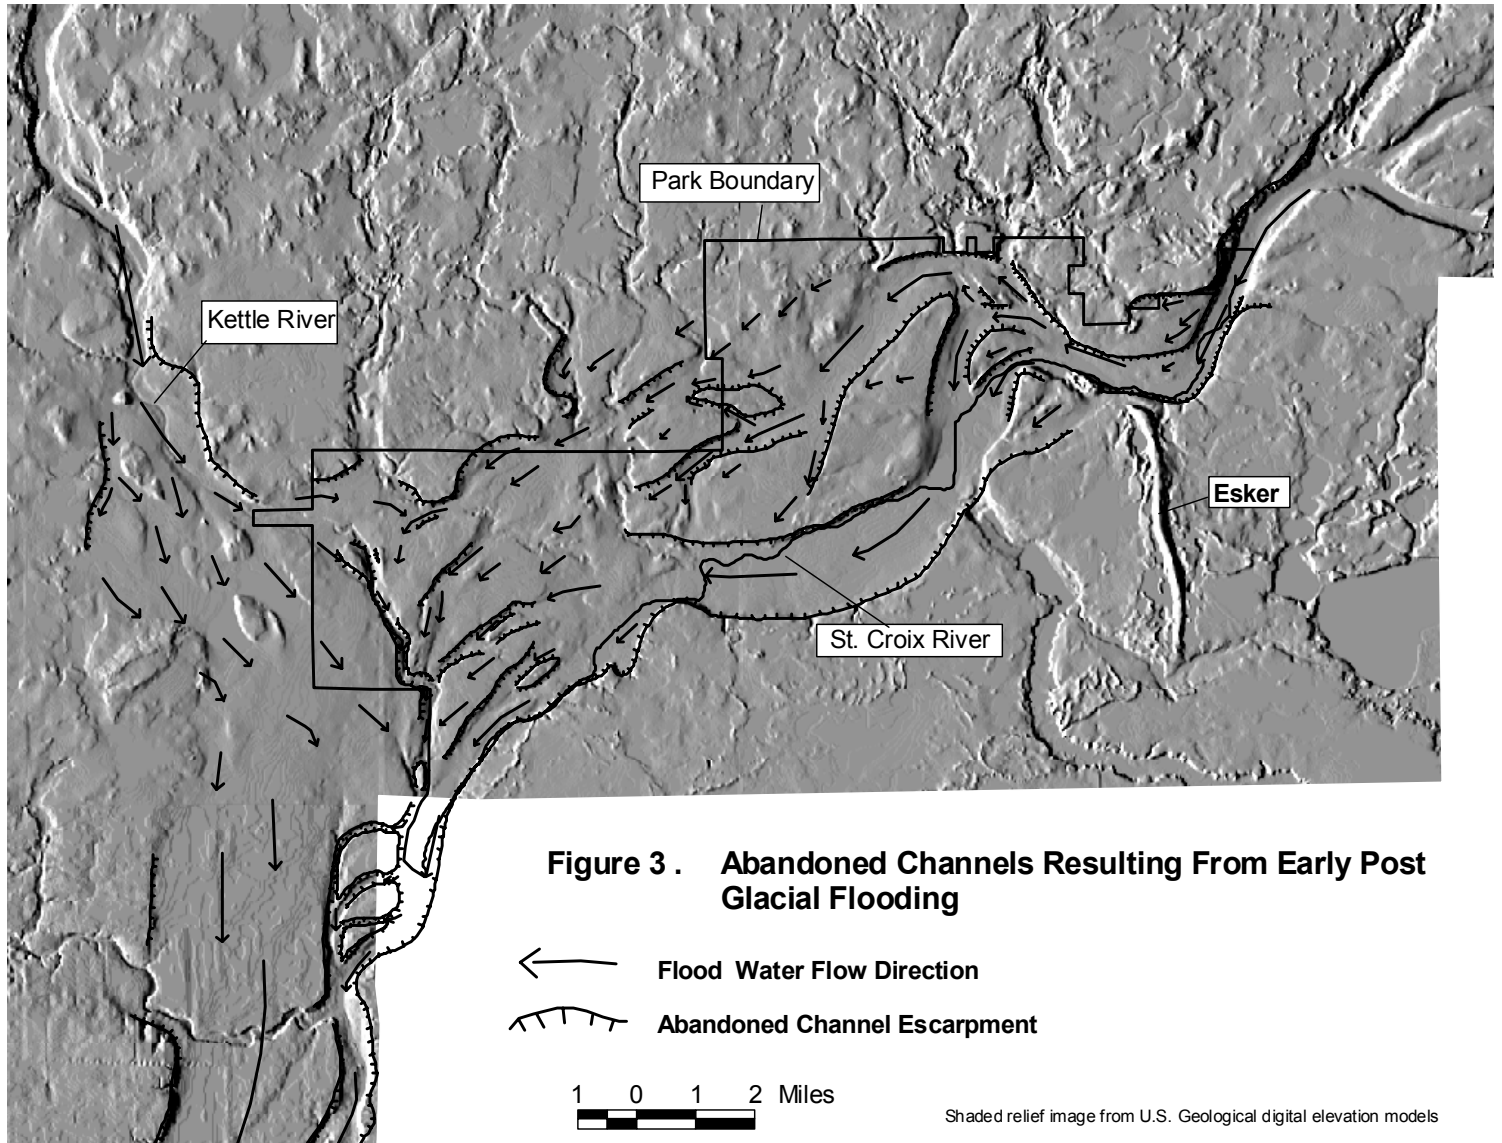 Park Boundary
Kettle River
Esker
St. Croix River
Figure 3 . Abandoned Channels Resulting From Early Post
Glacial Flooding
Flood Water Flow Direction
Abandoned Channel Escarpment
1 0 1 2 Miles
Shaded relief image from U.S. Geological digital elevation models